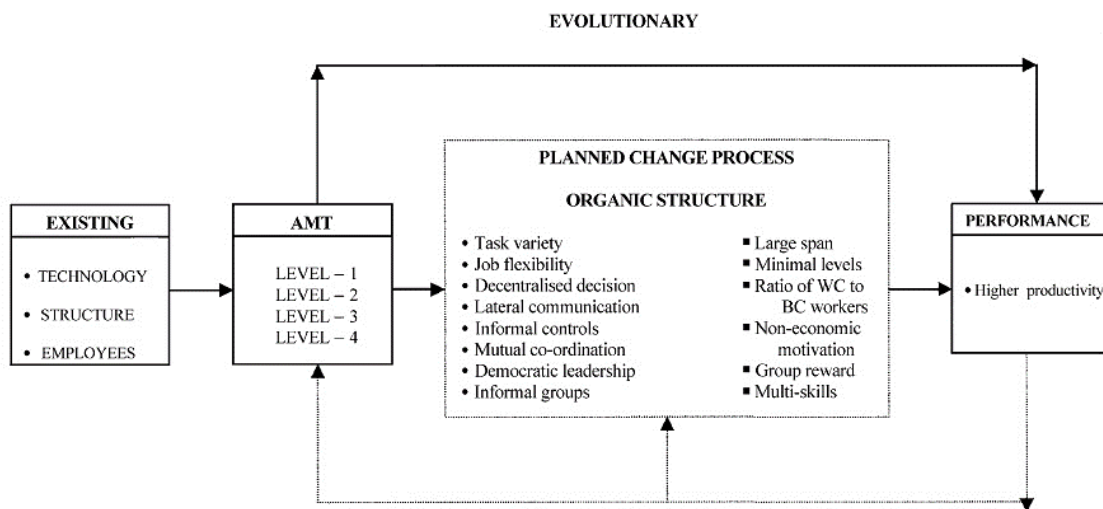 EVOLUTIONARY
EXISTING
• TECHNOLOGY
• STRUCTURE
• EMPLOYEES
AMT
LEVEL – 1
LEVEL – 2
LEVEL – 3
LEVEL – 4
PLANNED CHANGE PROCESS
ORGANIC STRUCTURE
• Task variety
• Job flexibility
• Decentralised decision
• Lateral communication
• Informal controls
• Mutual co-ordination
• Democratic leadership
• Informal groups
▪ Large span
▪ Minimal levels
▪ Ratio of WC to
BC workers
▪ Non-economic
motivation
▪ Group reward
▪ Multi-skills
PERFORMANCE
• Higher productivity